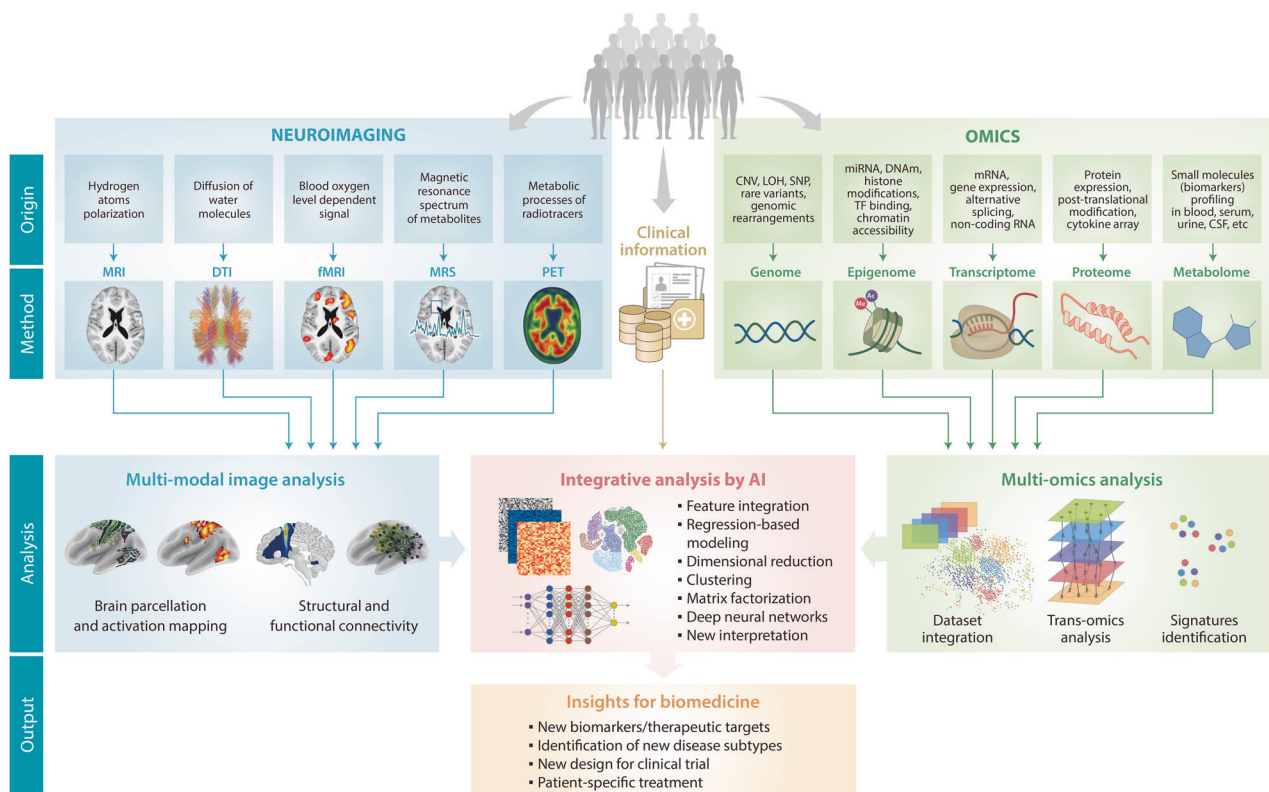 NEUROIMAGING
OMICS
Origin
Hydrogen
atoms
polarization
Diffusion of
water
molecules
Blood oxygen
level dependent
signal
Magnetic
resonance
spectrum
of metabolites
Metabolic
processes of
radiotracers
Clinical
information
CNV, LOH, SNP,
rare variants,
genomic
rearrangements
miRNA, DNAm,
histone
modifications,
TF binding,
chromatin
accessibility
mRNA,
gene expression,
alternative
splicing,
non-coding RNA
Protein
expression,
post-translational
modification,
cytokine array
Small molecules
(biomarkers)
profiling
in blood, serum,
urine, CSF, etc
Method
MRI
DTI
fMRI
MRS
PET
Genome
Epigenome
Me
Ac
Transcriptome
Proteome
Metabolome
Analysis
Multi-modal image analysis
Brain parcellation
and activation mapping
Structural and
functional connectivity
Integrative analysis by AI
▪ Feature integration
▪ Regression-based
modeling
▪ Dimensional reduction
▪ Clustering
▪ Matrix factorization
▪ Deep neural networks
▪ New interpretation
Multi-omics analysis
Dataset
integration
Trans-omics
analysis
Signatures
identification
Output
Insights for biomedicine
▪ New biomarkers/therapeutic targets
▪ Identification of new disease subtypes
▪ New design for clinical trial
▪ Patient-specific treatment